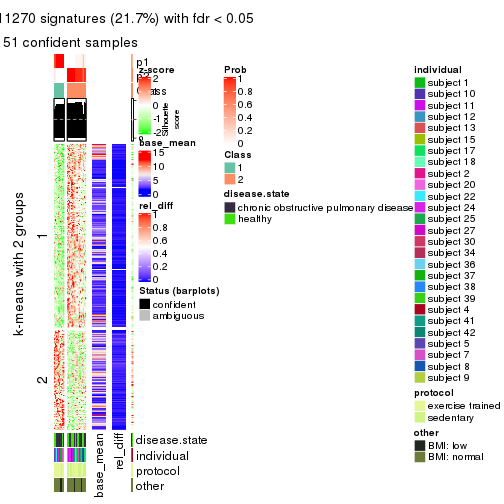 11270 signatures (21.7%) with fdr < 0.05
51 confident samples
p1
p2
Class
z-score
2
1
0
-1
-2
Silhouette
score
base_mean
15
10
5
0
rel_diff
1
0.8
0.6
0.4
0.2
0
Status (barplots)
confident
ambiguous
Prob
1
0.8
0.6
0.4
0.2
0
Class
1
2
disease.state
chronic obstructive pulmonary disease
healthy
individual
subject 1
subject 10
subject 11
subject 12
subject 13
subject 15
subject 17
subject 18
subject 2
subject 20
subject 22
subject 24
subject 25
subject 27
subject 30
subject 34
subject 36
subject 37
subject 38
subject 39
subject 4
subject 41
subject 42
subject 5
subject 7
subject 8
subject 9
protocol
exercise trained
sedentary
other
BMI: low
BMI: normal
k-means with 2 groups
1
2
base_mean
rel_diff
disease.state
individual
protocol
other